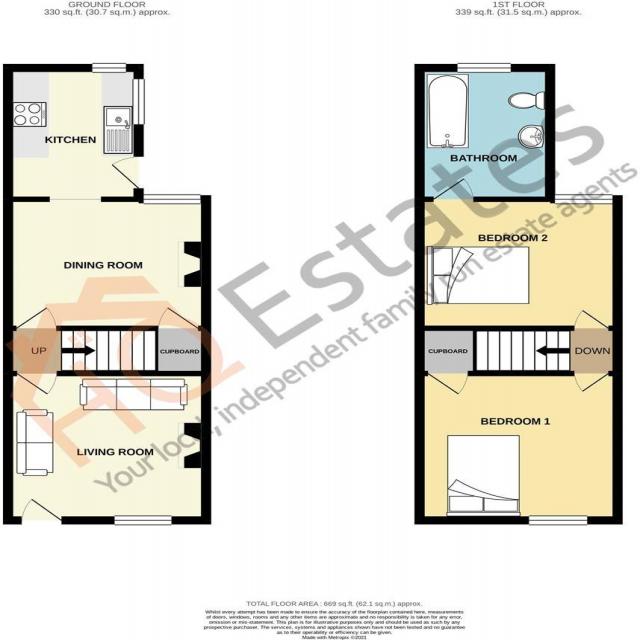 GROUND FLOOR
330 sq.ft. (30.7 sq.m.) approx.
1ST FLOOR
339 sq.ft. (31.5 sq.m.) approx.
KITCHEN
BATHROOM
DINING ROOM
BEDROOM 2
UP
CUPBOARD
CUPBOARD
DOWN
LIVING ROOM
BEDROOM 1
HQ Estates
Your local, independent family run estate agents
TOTAL FLOOR AREA : 669 sq.ft. (62.1 sq.m.) approx.
Whilst every attempt has been made to ensure the accuracy of the floorplan contained here, measurements
of doors, windows, rooms and any other items are approximate and no responsibility is taken for any error,
omission or mis-statement. This plan is for illustrative purposes only and should be used as such by any
prospective purchaser. The services, systems and appliances shown have not been tested and no guarantee
as to their operability or efficiency can be given.
Made with Metropix ©2021